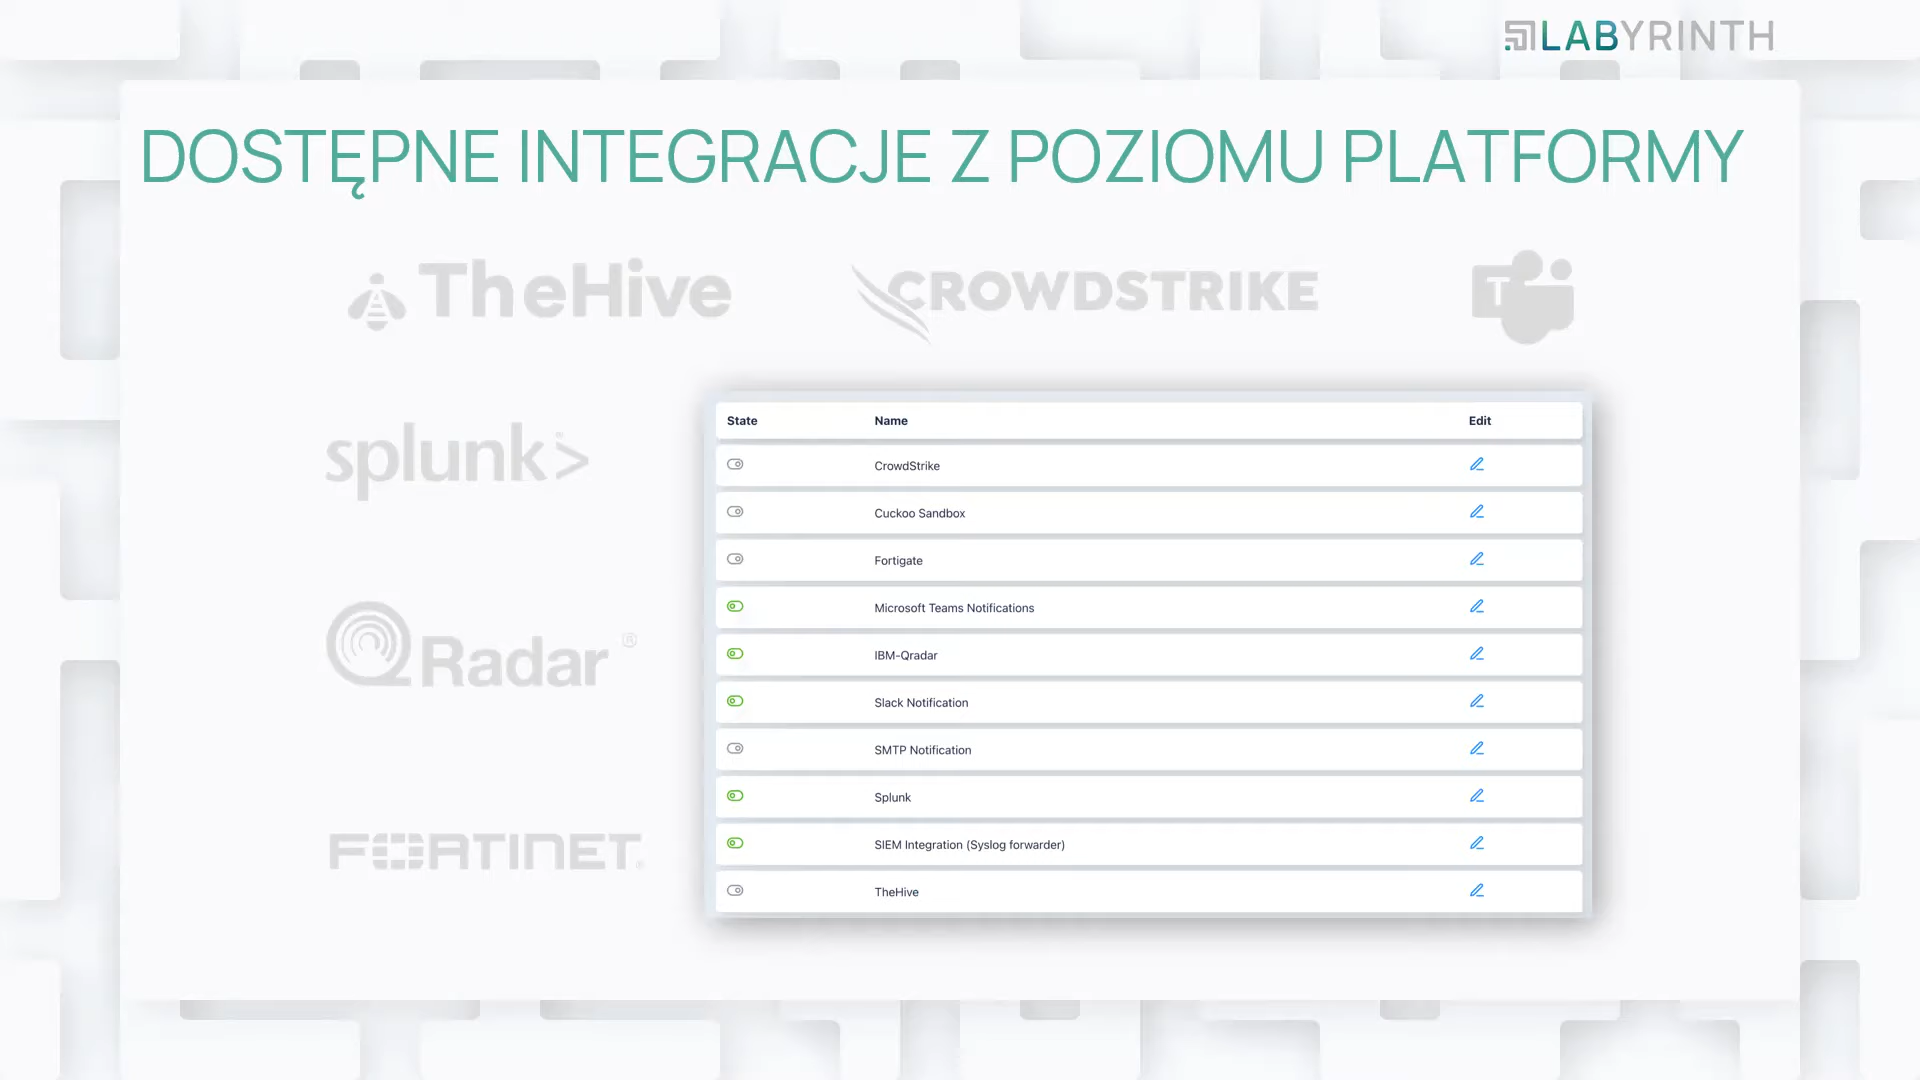 LABYRINTH
DOSTĘPNE INTEGRACJE Z POZIOMU PLATFORMY
TheHive
CROWDSTRIKE
T
splunk>®
QRadar®
FORTINET®
State Name Edit
CrowdStrike
Cuckoo Sandbox
Fortigate
Microsoft Teams Notifications
IBM-Qradar
Slack Notification
SMTP Notification
Splunk
SIEM Integration (Syslog forwarder)
TheHive